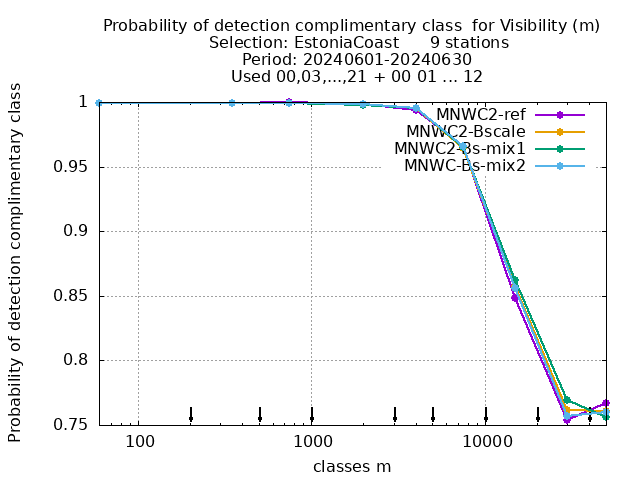 Probability of detection complimentary class  for Visibility (m)
Selection: EstoniaCoast      9 stations
Period: 20240601-20240630
Used 00,03,...,21 + 00 01 ... 12
Probability of detection complimentary class
1
0.95
0.9
0.85
0.8
0.75
MNWC2-ref
MNWC2-Bscale
MNWC2-Bs-mix1
MNWC-Bs-mix2
100 1000 10000
classes m